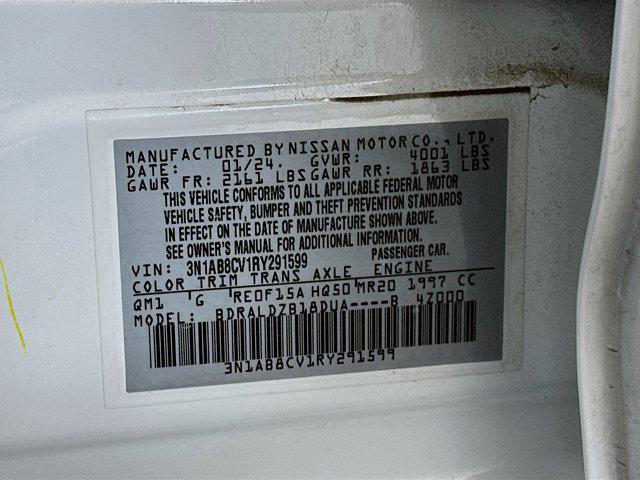 MANUFACTURED BY NISSAN MOTOR CO., LTD.
DATE: 01/24. GVWR: 4001 LBS
GAWR FR: 2161 LBS GAWR RR: 1863 LBS
THIS VEHICLE CONFORMS TO ALL APPLICABLE FEDERAL MOTOR
VEHICLE SAFETY, BUMPER AND THEFT PREVENTION STANDARDS
IN EFFECT ON THE DATE OF MANUFACTURE SHOWN ABOVE.
SEE OWNER'S MANUAL FOR ADDITIONAL INFORMATION.
VIN: 3N1AB8CV1RY291599 PASSENGER CAR.
COLOR TRIM TRANS AXLE ENGINE
QM1 G RE0F15A HQ50 MR20 1997 CC
MODEL: BDRALDZB18DUA----B 4Z000
3N1AB8CV1RY291599